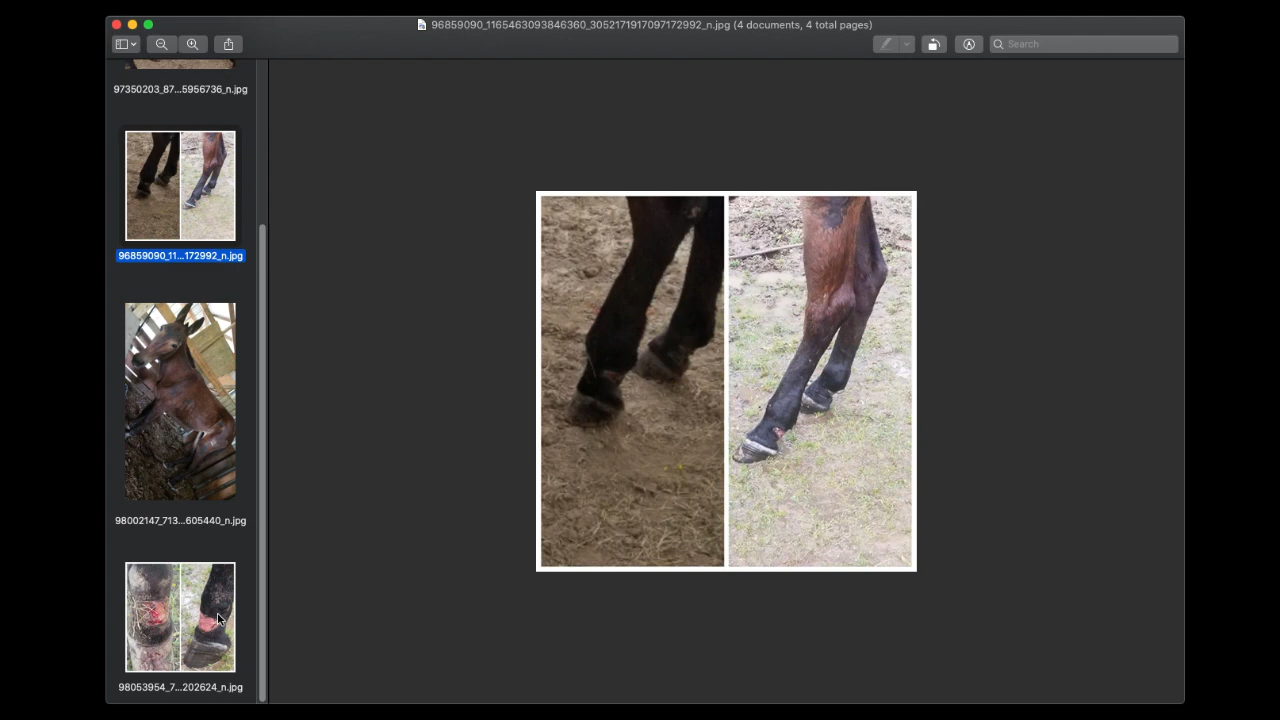 96859090_1165463093846360_3052171917097172992_n.jpg (4 documents, 4 total pages)
Search
97350203_87...5956736_n.jpg
96859090_11...172992_n.jpg
98002147_713...605440_n.jpg
98053954_7...202624_n.jpg